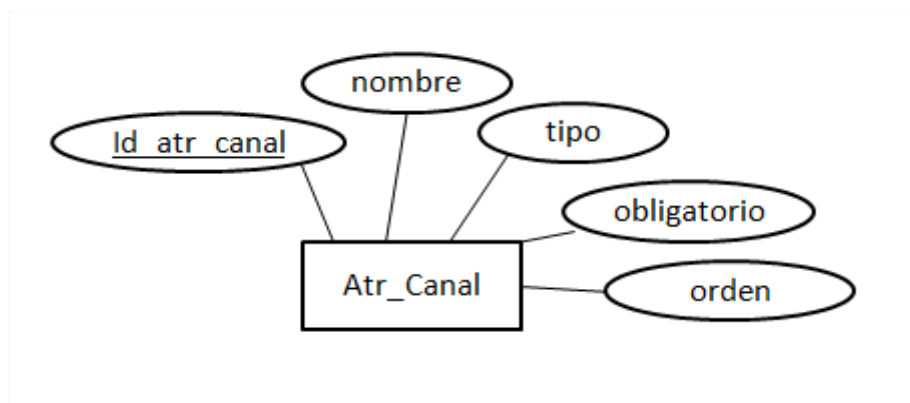 nombre
Id_atr_canal
tipo
obligatorio
Atr_Canal
orden